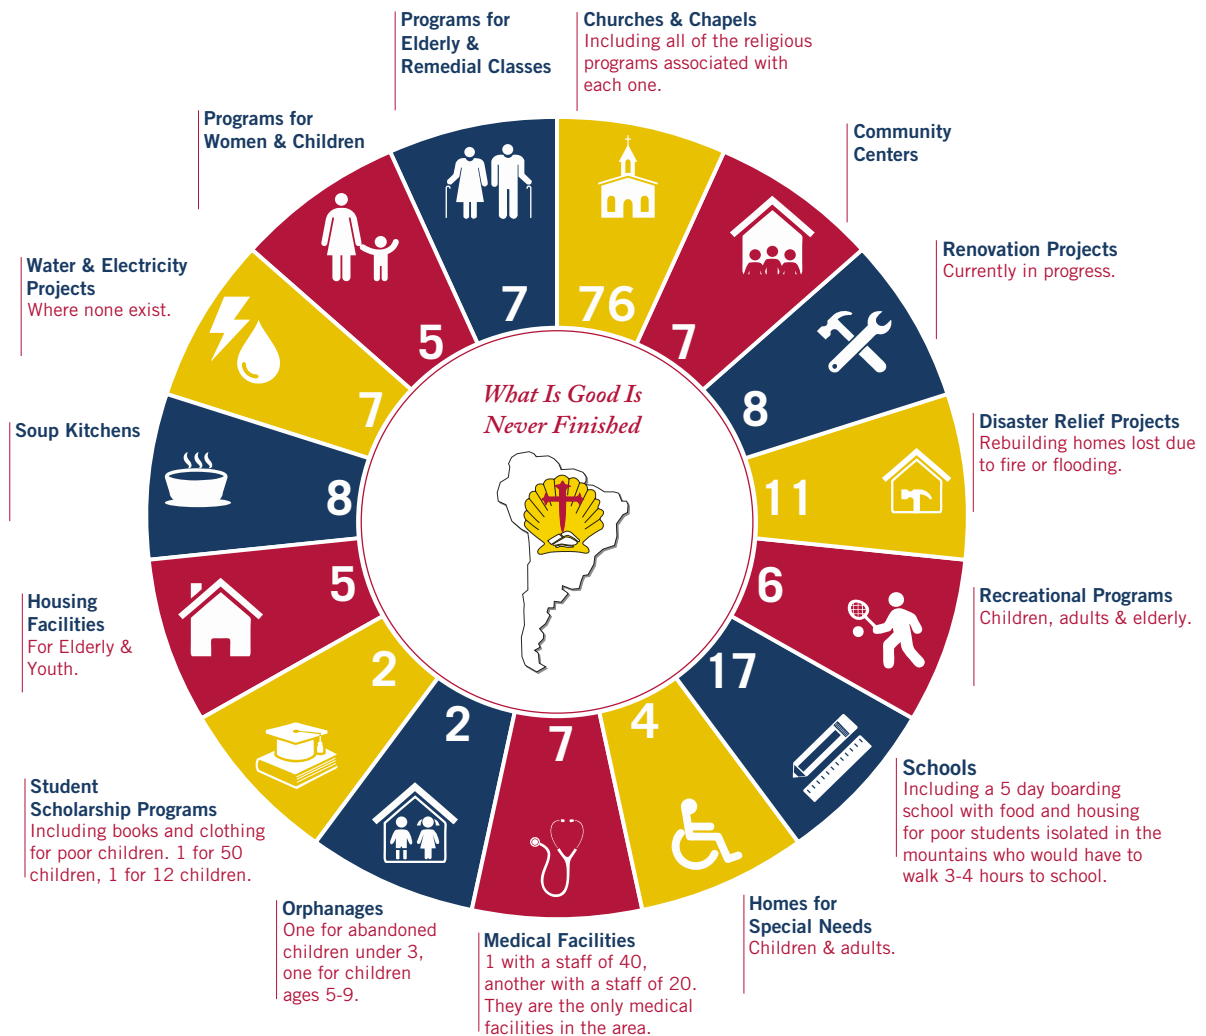 Programs for
Elderly &
Remedial Classes
Churches & Chapels
Including all of the religious
programs associated with
each one.
Programs for
Women & Children
Community
Centers
Renovation Projects
Currently in progress.
Water & Electricity
Projects
Where none exist.
Disaster Relief Projects
Rebuilding homes lost due
to fire or flooding.
Soup Kitchens
Recreational Programs
Children, adults & elderly.
Housing
Facilities
For Elderly &
Youth.
Schools
Including a 5 day boarding
school with food and housing
for poor students isolated in the
mountains who would have to
walk 3-4 hours to school.
Student
Scholarship Programs
Including books and clothing
for poor children. 1 for 50
children, 1 for 12 children.
Homes for
Special Needs
Children & adults.
Orphanages
One for abandoned
children under 3,
one for children
ages 5-9.
Medical Facilities
1 with a staff of 40,
another with a staff of 20.
They are the only medical
facilities in the area.
7
76
7
8
11
6
17
4
7
2
2
5
8
7
5
What Is Good Is
Never Finished